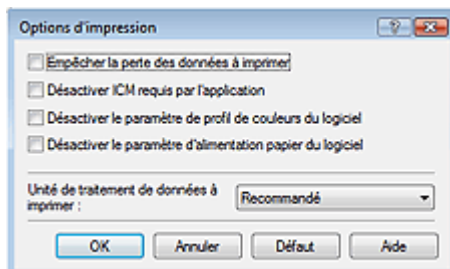 Options d'impression
Empêcher la perte des données à imprimer
Désactiver ICM requis par l'application
Désactiver le paramètre de profil de couleurs du logiciel
Désactiver le paramètre d'alimentation papier du logiciel
Unité de traitement de données à
imprimer :
Recommandé
OK Annuler Défaut Aide